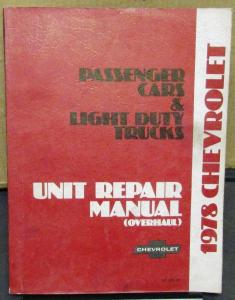 PASSENGER
CARS
&
LIGHT DUTY
TRUCKS
UNIT REPAIR
MANUAL
(OVERHAUL)
CHEVROLET
1978 CHEVROLET